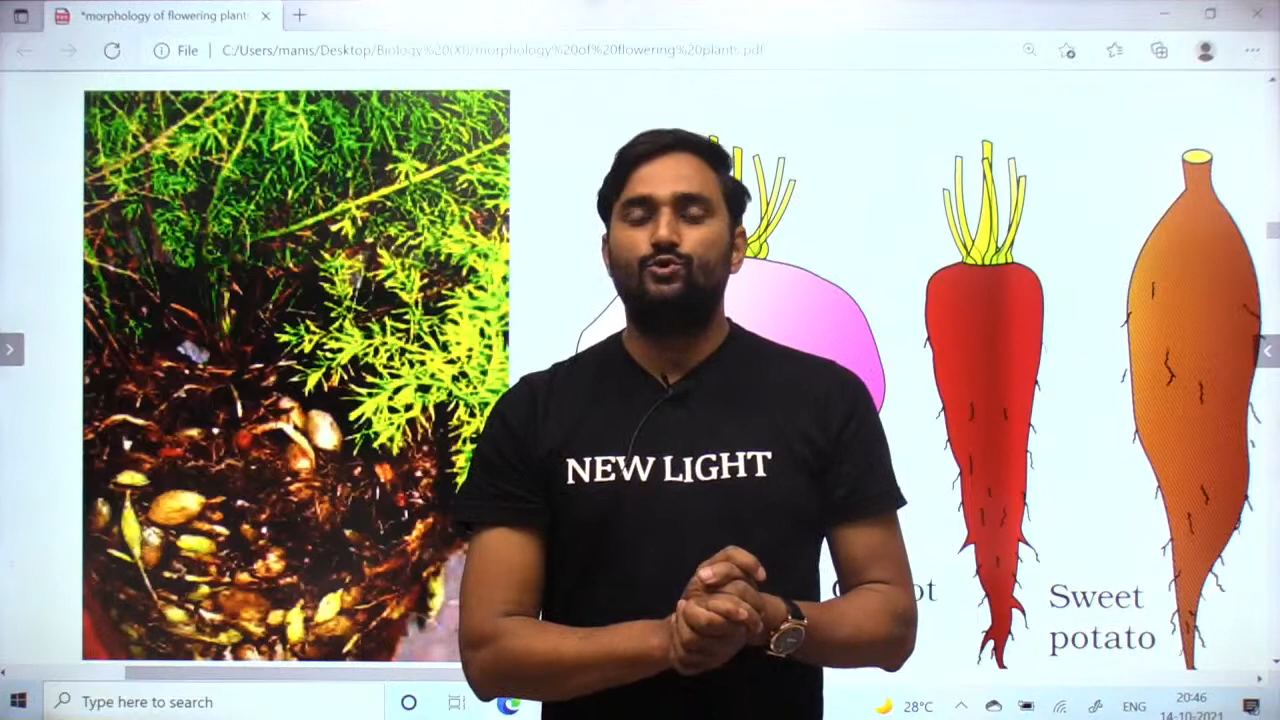 *morphology of flowering plant
File
C:/Users/manis/Desktop/Biology%20(XI)/morphology%20of%20flowering%20plants.pdf
NEW LIGHT
Sweet
potato
Type here to search
28°C
ENG
20:46
14-10-2021